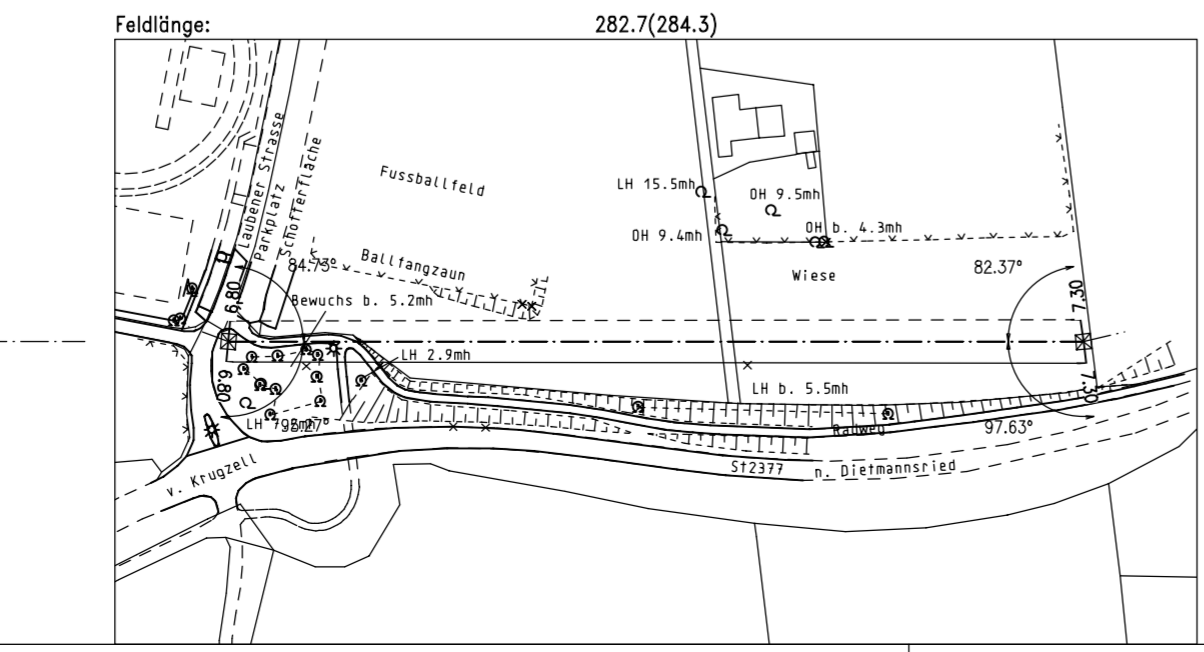 Feldlänge:
282.7(284.3)
Laubener Strasse
Parkplatz
Schotterfläche
Fussballfeld
LH 15.5mh
OH 9.5mh
OH 9.4mh
OH b. 4.3mh
Ballfangzaun
Wiese
84.73°
82.37°
6.80
7.30
Bewuchs b. 5.2mh
LH 2.9mh
LH b. 5.5mh
6.80
7.30
95.27°
97.63°
Radweg
v. Krugzell
St2377
n. Dietmannsried